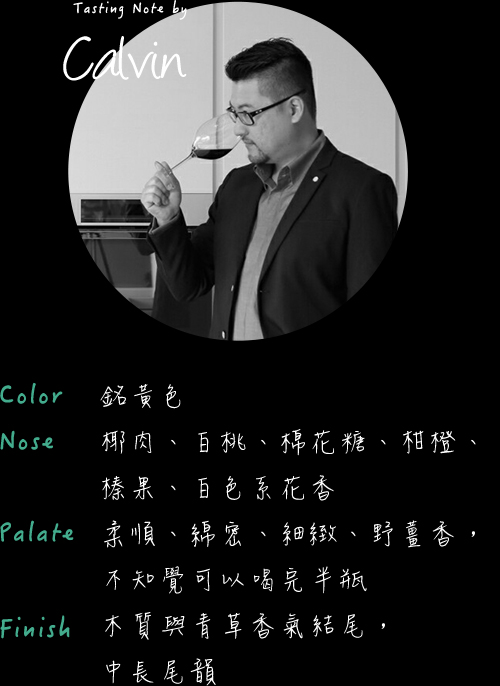 Tasting Note by
Calvin
Color 銘黃色
Nose 椰肉、白桃、棉花糖、柑橙、
榛果、白色系花香
Palate 柔順、綿密、細緻、野薑香，
不知覺可以喝完半瓶
Finish 木質與青草香氣結尾，
中長尾韻